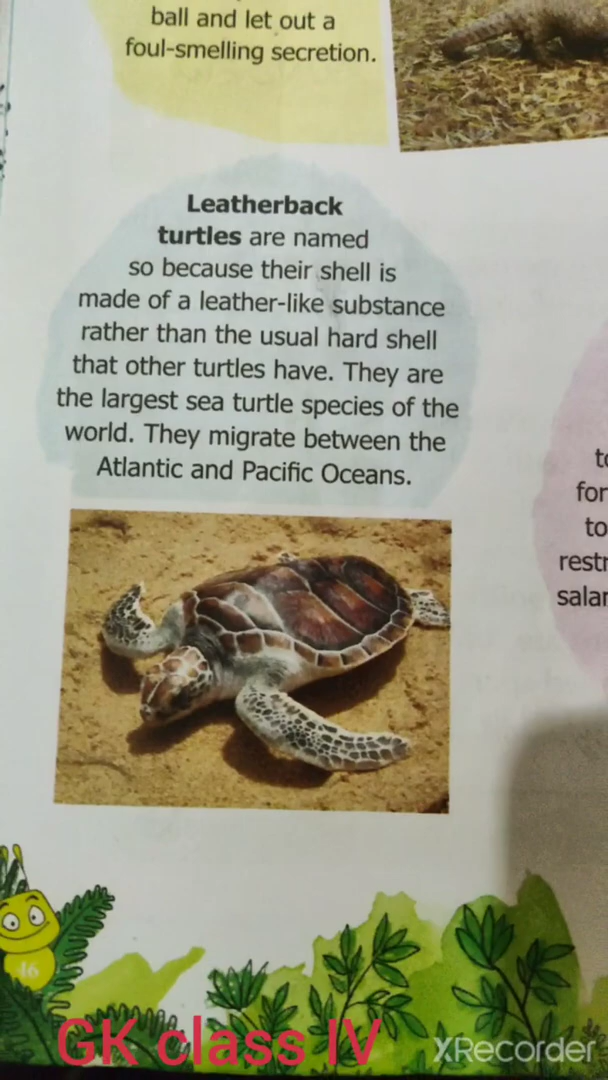 ball and let out a
foul-smelling secretion.
Leatherback
turtles are named
so because their shell is
made of a leather-like substance
rather than the usual hard shell
that other turtles have. They are
the largest sea turtle species of the
world. They migrate between the
Atlantic and Pacific Oceans.
to
for
to
restr
salar
46
GK class IV
XRecorder